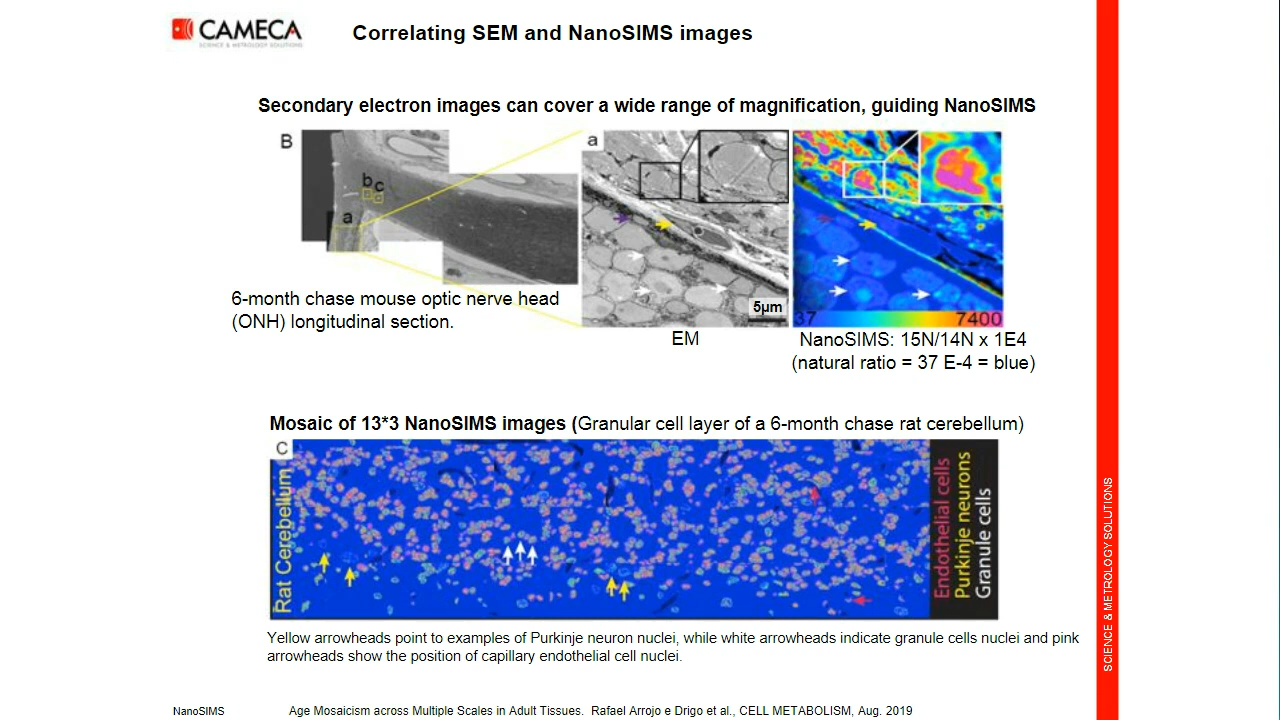 CAMECA
SCIENCE & METROLOGY SOLUTIONS
Correlating SEM and NanoSIMS images
Secondary electron images can cover a wide range of magnification, guiding NanoSIMS
B
b
c
a
a
5µm
37
7400
6-month chase mouse optic nerve head
(ONH) longitudinal section.
EM
NanoSIMS: 15N/14N x 1E4
(natural ratio = 37 E-4 = blue)
Mosaic of 13*3 NanoSIMS images (Granular cell layer of a 6-month chase rat cerebellum)
C
Rat Cerebellum
Endothelial cells
Purkinje neurons
Granule cells
Yellow arrowheads point to examples of Purkinje neuron nuclei, while white arrowheads indicate granule cells nuclei and pink
arrowheads show the position of capillary endothelial cell nuclei.
SCIENCE & METROLOGY SOLUTIONS
NanoSIMS
Age Mosaicism across Multiple Scales in Adult Tissues. Rafael Arrojo e Drigo et al., CELL METABOLISM, Aug. 2019